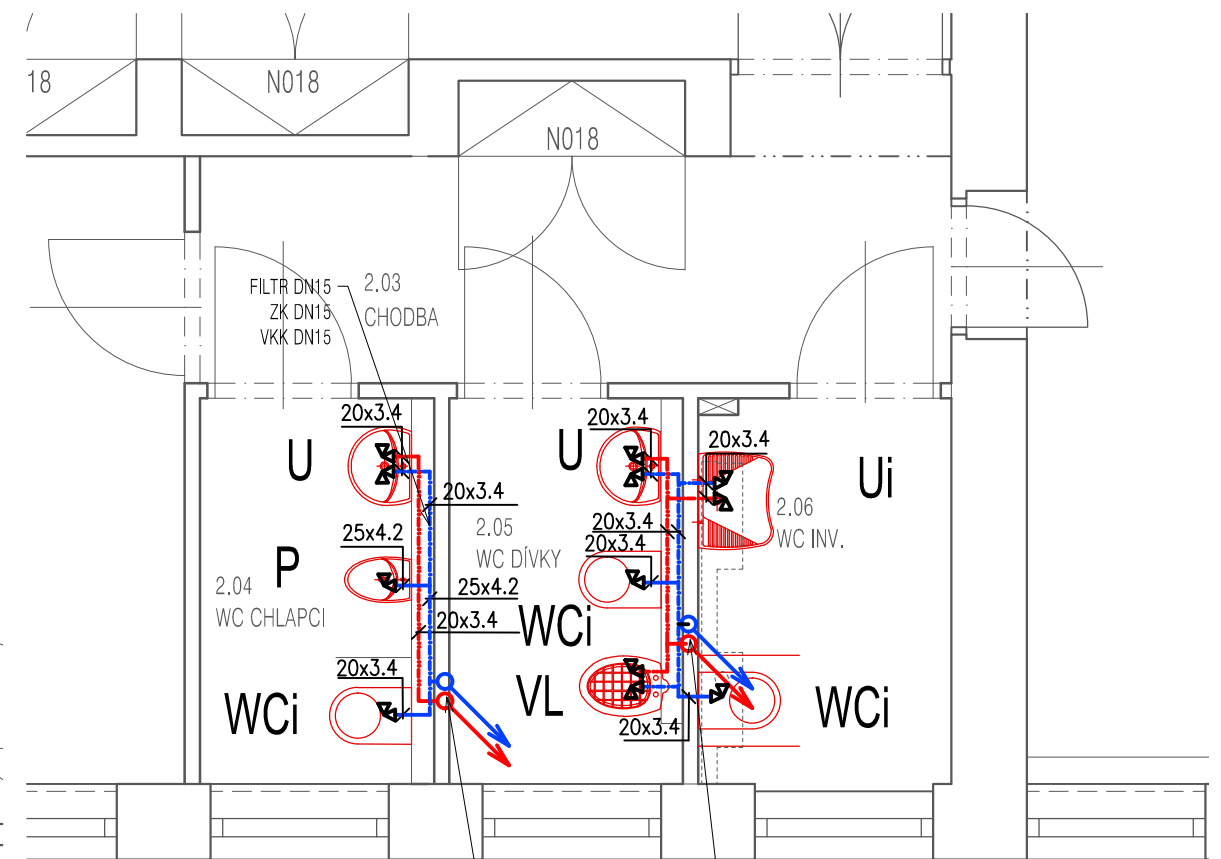 18
N018
N018
FILTR DN15
ZK DN15
VKK DN15
2.03
CHODBA
20x3.4
20x3.4
20x3.4
U
U
Ui
20x3.4
2.05
WC DÍVKY
20x3.4
20x3.4
2.06
WC INV.
25x4.2
P
2.04
WC CHLAPCI
25x4.2
20x3.4
WCi
20x3.4
WCi
VL
WCi
20x3.4